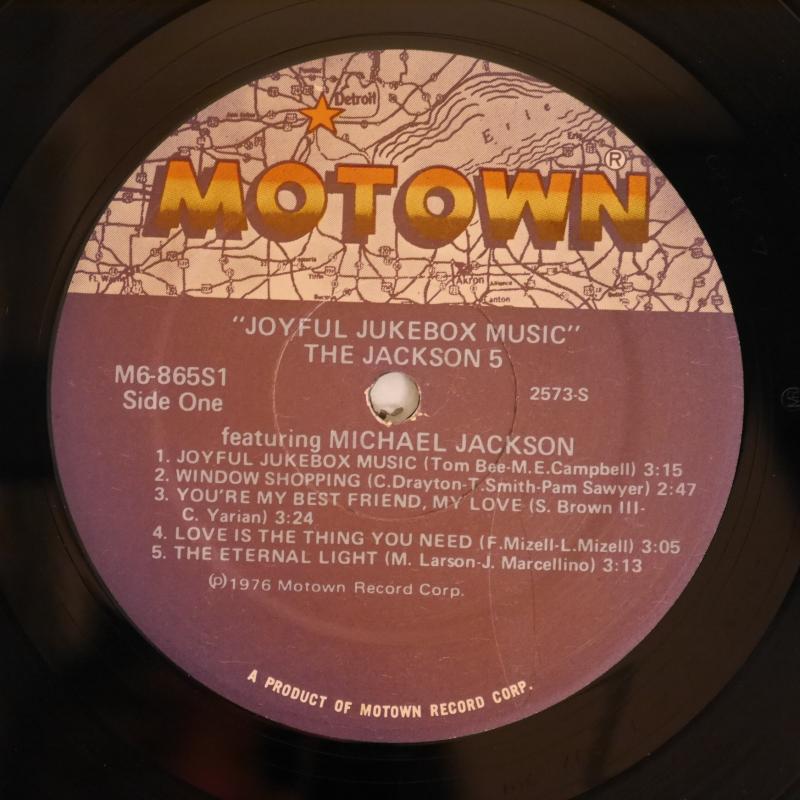 Detroit
Erie
Erie
MOTOWN®
Akron
"JOYFUL JUKEBOX MUSIC"
THE JACKSON 5
M6-865S1
Side One
2573-S
featuring MICHAEL JACKSON
1. JOYFUL JUKEBOX MUSIC (Tom Bee-M.E.Campbell) 3:15
2. WINDOW SHOPPING (C.Drayton-T.Smith-Pam Sawyer) 2:47
3. YOU'RE MY BEST FRIEND, MY LOVE (S. Brown III-
C. Yarian) 3:24
4. LOVE IS THE THING YOU NEED (F.Mizell-L.Mizell) 3:05
5. THE ETERNAL LIGHT (M. Larson-J. Marcellino) 3:13
℗1976 Motown Record Corp.
A PRODUCT OF MOTOWN RECORD CORP.